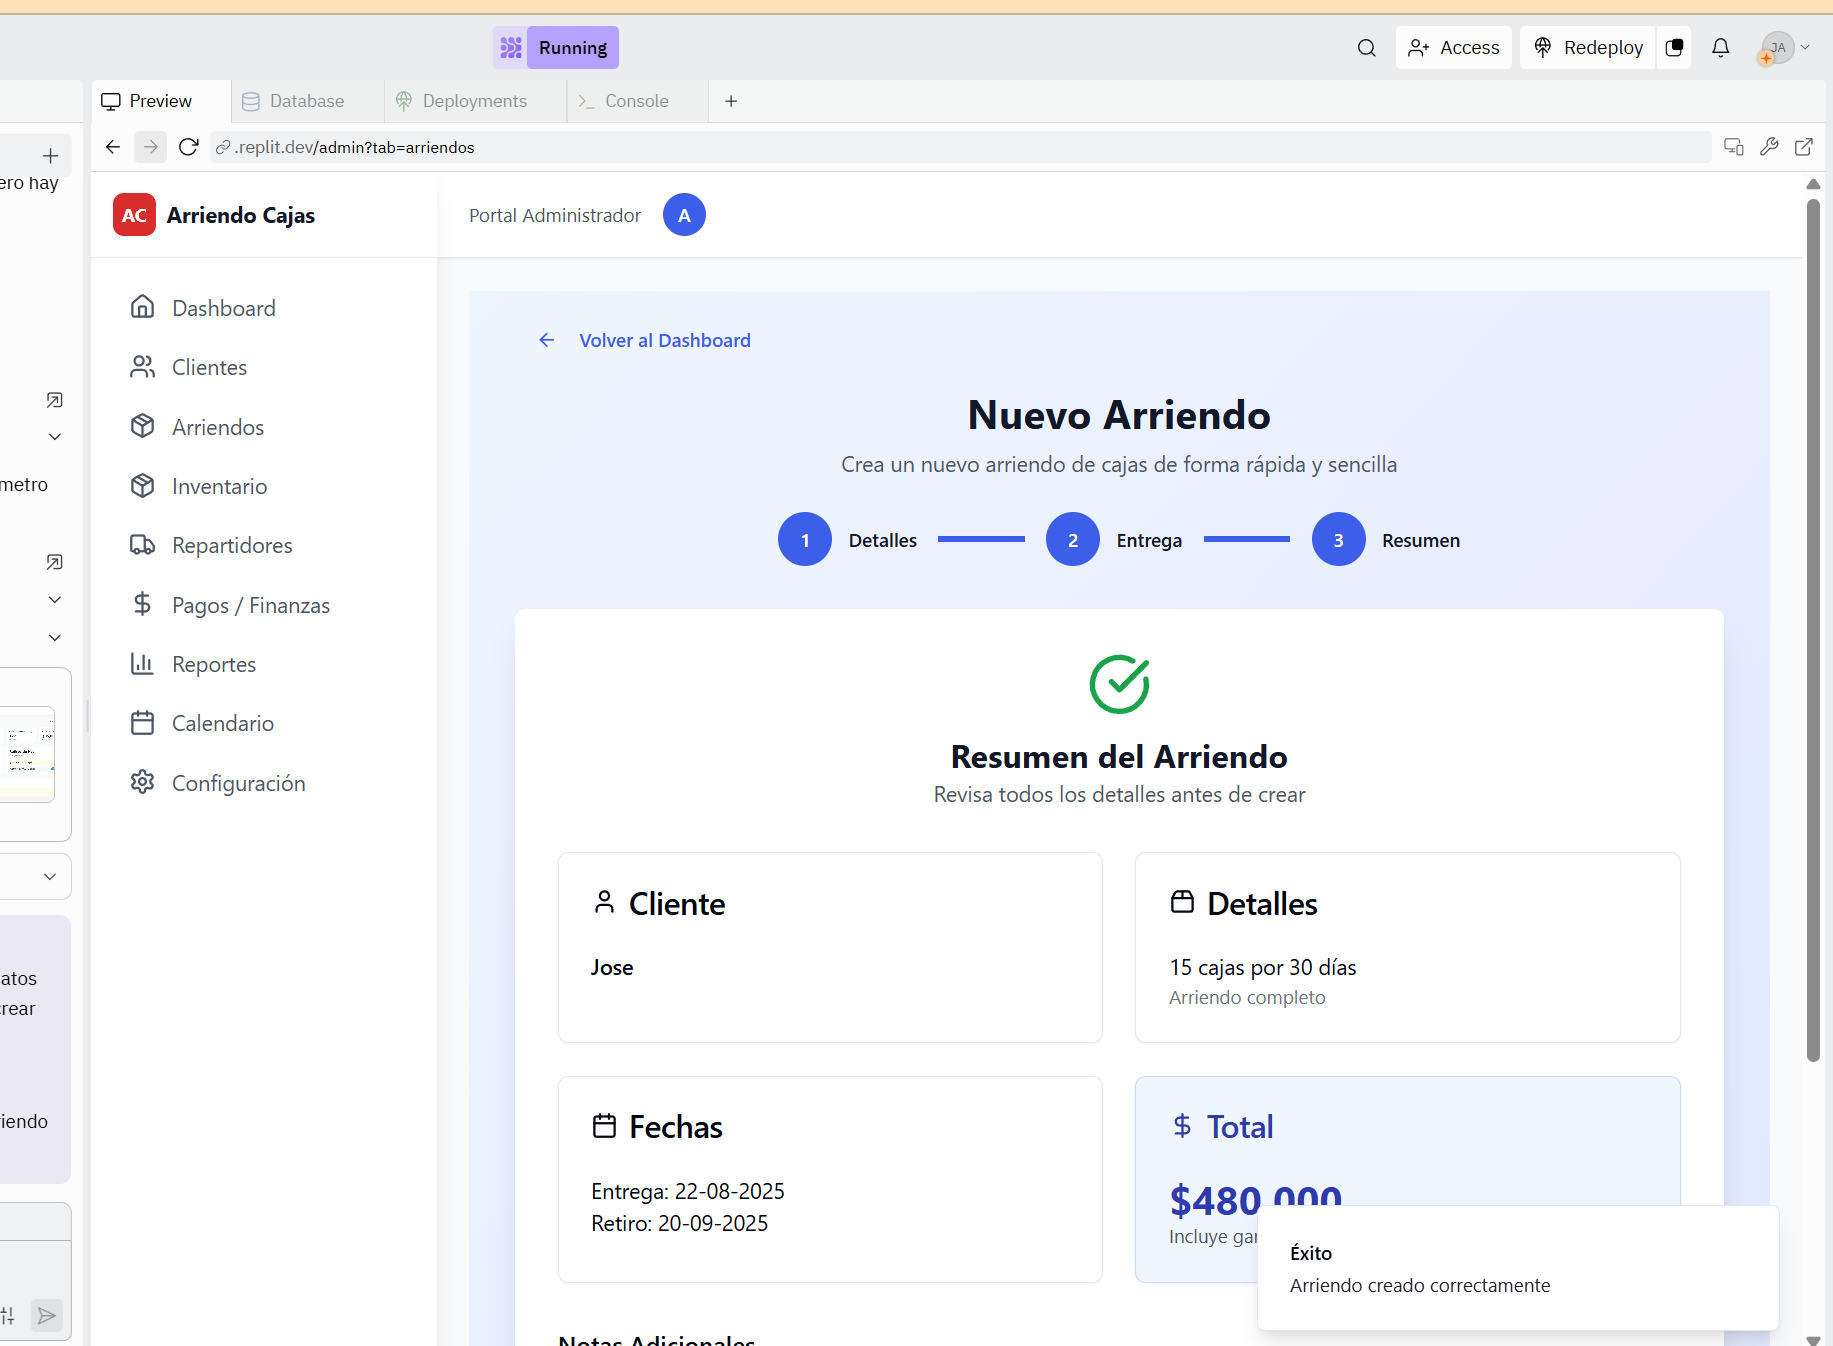 Running
Access
Redeploy
JA
Preview
Database
Deployments
Console
.replit.dev/admin?tab=arriendos
ero hay
metro
atos
crear
riendo
AC Arriendo Cajas
Portal Administrador
A
Dashboard
Clientes
Arriendos
Inventario
Repartidores
Pagos / Finanzas
Reportes
Calendario
Configuración
Volver al Dashboard
Nuevo Arriendo
Crea un nuevo arriendo de cajas de forma rápida y sencilla
1 Detalles
2 Entrega
3 Resumen
Resumen del Arriendo
Revisa todos los detalles antes de crear
Cliente
Jose
Detalles
15 cajas por 30 días
Arriendo completo
Fechas
Entrega: 22-08-2025
Retiro: 20-09-2025
$ Total
$480.000
Incluye gar
Éxito
Arriendo creado correctamente
Notas Adicionales